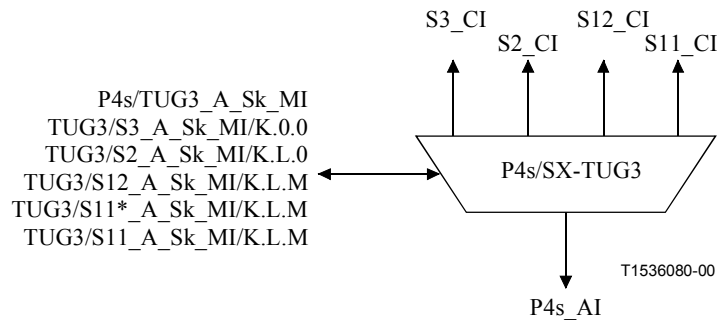 S3_CI
S12_CI
S2_CI
S11_CI
P4s/TUG3_A_Sk_MI
TUG3/S3_A_Sk_MI/K.0.0
TUG3/S2_A_Sk_MI/K.L.0
TUG3/S12_A_Sk_MI/K.L.M
TUG3/S11*_A_Sk_MI/K.L.M
TUG3/S11_A_Sk_MI/K.L.M
P4s/SX-TUG3
T1536080-00
P4s_AI